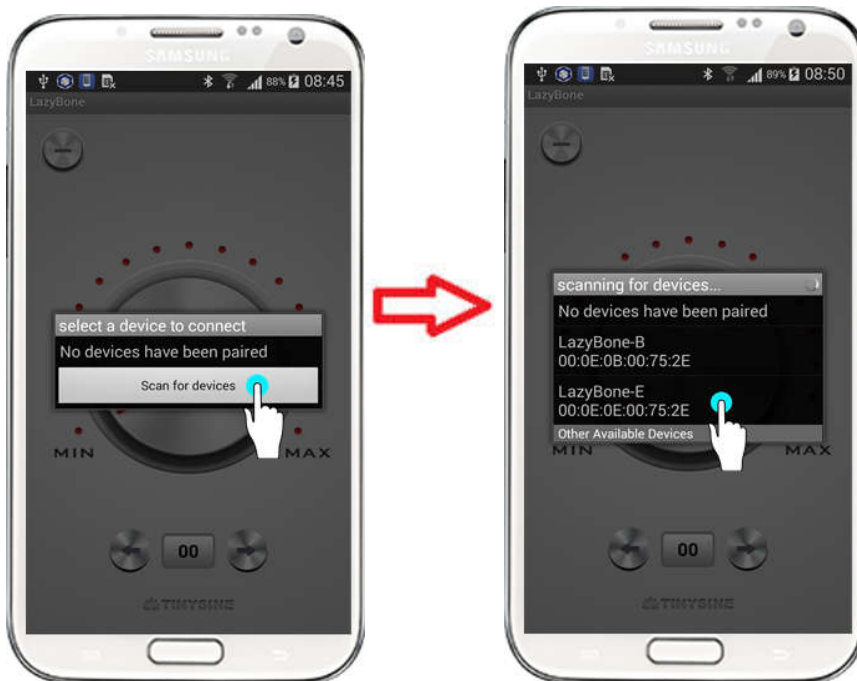 SAMSUNG
88% 08:45
LazyBone
select a device to connect
No devices have been paired
Scan for devices
MIN
MAX
00
TINYSINE
SAMSUNG
89% 08:50
LazyBone
scanning for devices...
No devices have been paired
LazyBone-B
00:0E:0B:00:75:2E
LazyBone-E
00:0E:0E:00:75:2E
Other Available Devices
MIN
MAX
00
TINYSINE